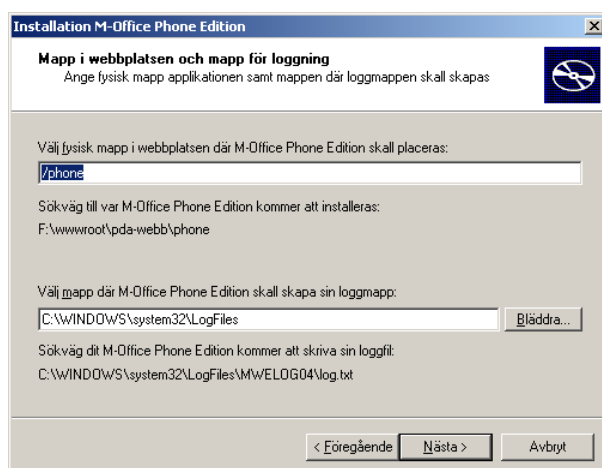 Installation M-Office Phone Edition
Mapp i webbplatsen och mapp för loggning
Ange fysisk mapp applikationen samt mappen där loggmappen skall skapas
Välj fysisk mapp i webbplatsen där M-Office Phone Edition skall placeras:
/phone
Sökväg till var M-Office Phone Edition kommer att installeras:
F:\wwwroot\pda-webb\phone
Välj mapp där M-Office Phone Edition skall skapa sin loggmapp:
C:\WINDOWS\system32\LogFiles
Bläddra...
Sökväg dit M-Office Phone Edition kommer att skriva sin loggfil:
C:\WINDOWS\system32\LogFiles\MWELOG04\log.txt
< Föregående
Nästa >
Avbryt